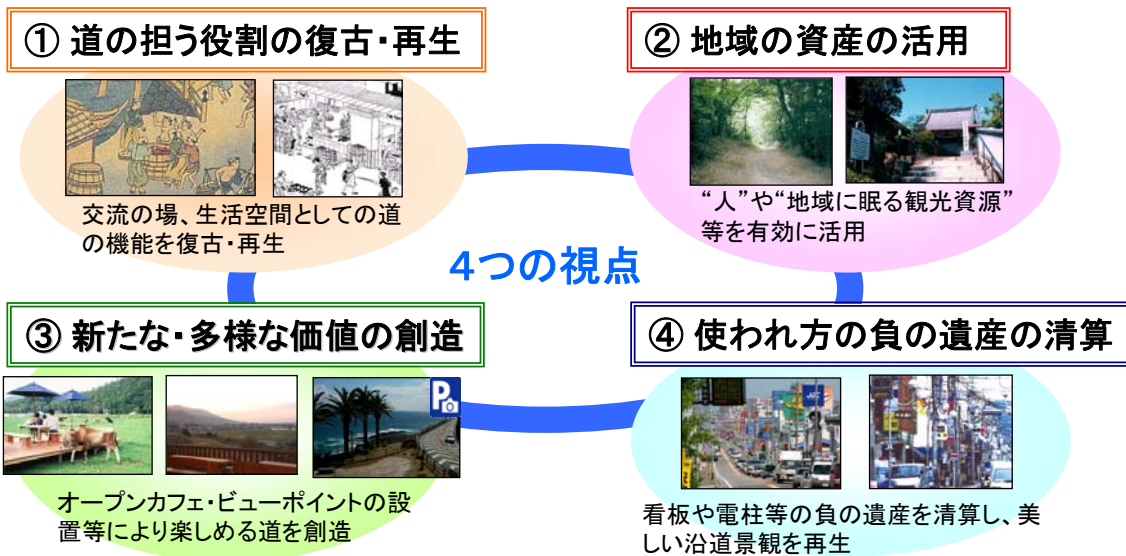 ① 道の担う役割の復古・再生
交流の場、生活空間としての道
の機能を復古・再生
② 地域の資産の活用
“人”や“地域に眠る観光資源”
等を有効に活用
4つの視点
③ 新たな・多様な価値の創造
P
オープンカフェ・ビューポイントの設
置等により楽しめる道を創造
④ 使われ方の負の遺産の清算
看板や電柱等の負の遺産を清算し、美
しい沿道景観を再生